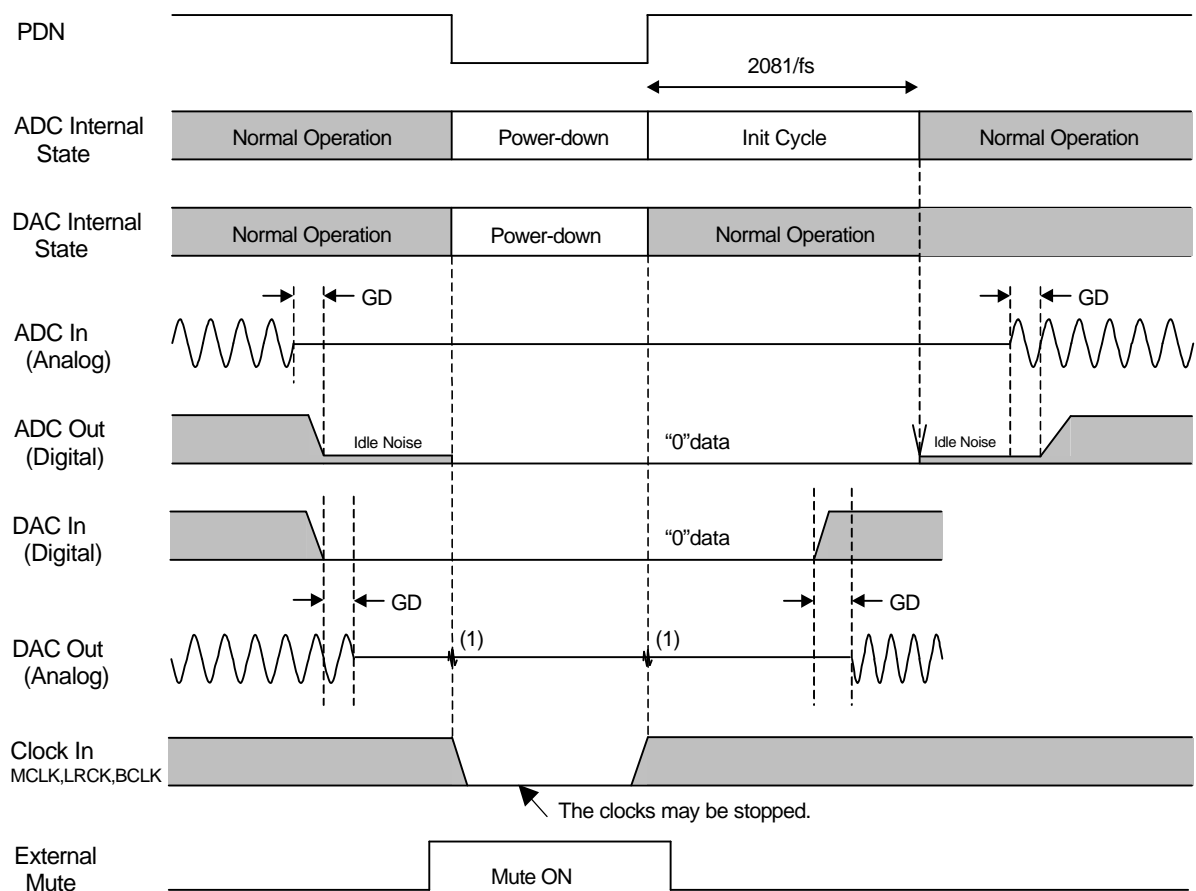 PDN
2081/fs
ADC Internal
State
Normal Operation
Power-down
Init Cycle
Normal Operation
DAC Internal
State
Normal Operation
Power-down
Normal Operation
GD
GD
ADC In
(Analog)
ADC Out
(Digital)
Idle Noise
“0”data
Idle Noise
DAC In
(Digital)
“0”data
GD
GD
DAC Out
(Analog)
(1)
(1)
Clock In
MCLK,LRCK,BCLK
The clocks may be stopped.
External
Mute
Mute ON